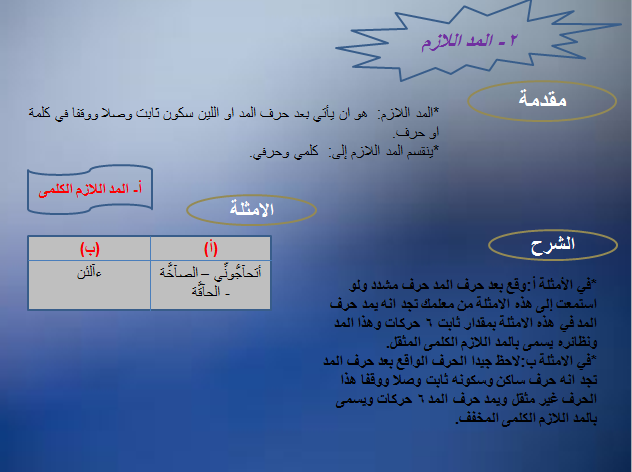 ٢ - المد اللازم
مقدمة
*المد اللازم: هو ان يأتي بعد حرف المد او اللين سكون ثابت وصلا ووقفا في كلمة
او حرف.
*ينقسم المد اللازم إلى: كلمي وحرفي.
أ- المد اللازم الكلمى
الامثلة
(أ) (ب)
أتحآجُّونِّي – الصآخَّة ءآلئن
- الحآقَّة
الشرح
*في الأمثلة أ:وقع بعد حرف المد حرف مشدد ولو
استمعت إلى هذه الامثلة من معلمك تجد انه يمد حرف
المد في هذه الامثلة بمقدار ثابت ٦ حركات وهذا المد
ونظائره يسمى بالمد اللازم الكلمى المثقل.
*في الامثلة ب:لاحظ جيدا الحرف الواقع بعد حرف المد
تجد انه حرف ساكن وسكونه ثابت وصلا ووقفا هذا
الحرف غير مثقل ويمد حرف المد ٦ حركات ويسمى
بالمد اللازم الكلمى المخفف.